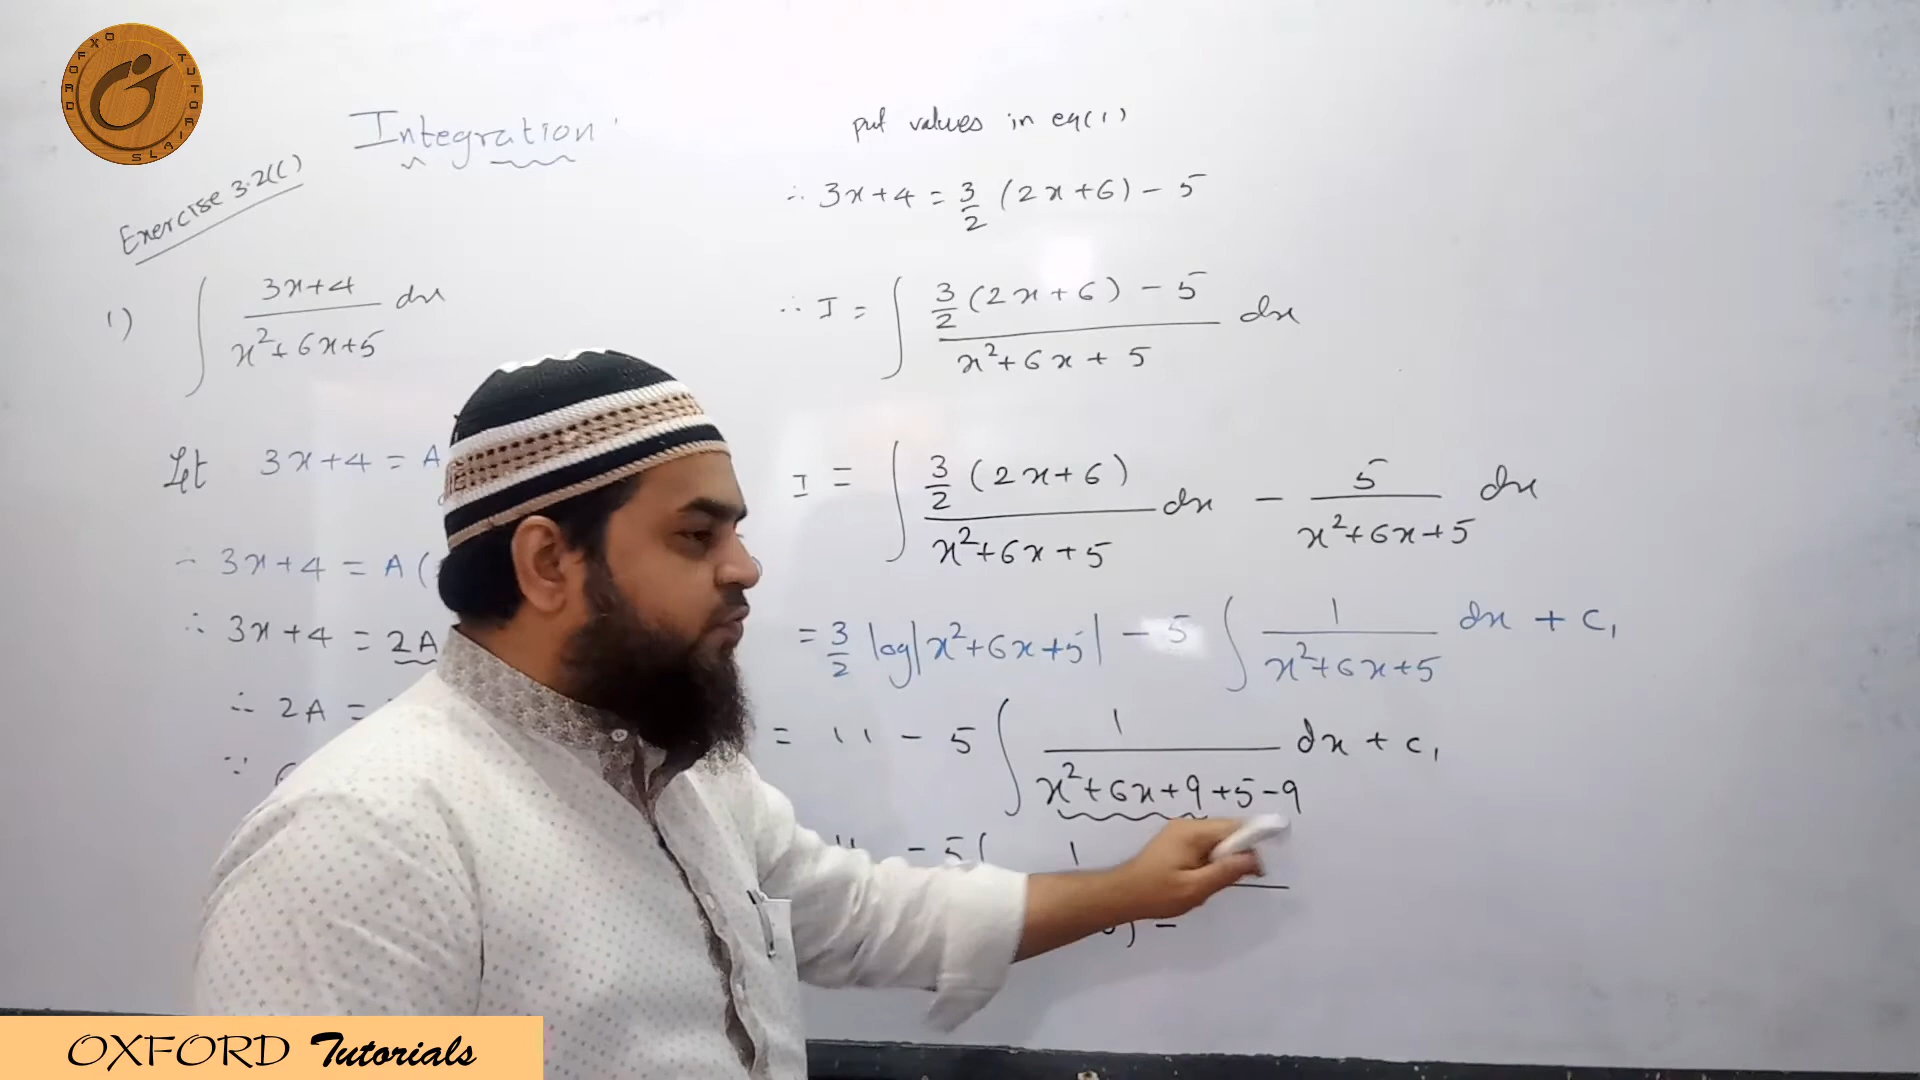 OXFORD TUTORIALS
Integration
Exercise 3.2(C)
1) ∫ (3x+4)/(x²+6x+5) dx
Let 3x+4 = A
∴ 3x+4 = A(
∴ 3x+4 = 2A
∴ 2A =
∵
put values in eq(1)
∴ 3x+4 = 3/2 (2x+6) - 5
∴ I = ∫ (3/2 (2x+6) - 5)/(x²+6x+5) dx
I = ∫ (3/2 (2x+6))/(x²+6x+5) dx - 5/(x²+6x+5) dx
= 3/2 log|x²+6x+5| - 5 ∫ 1/(x²+6x+5) dx + c₁
= 11 - 5 ∫ 1/(x²+6x+9+5-9) dx + c₁
11 - 5 ∫ 1
) -
OXFORD Tutorials